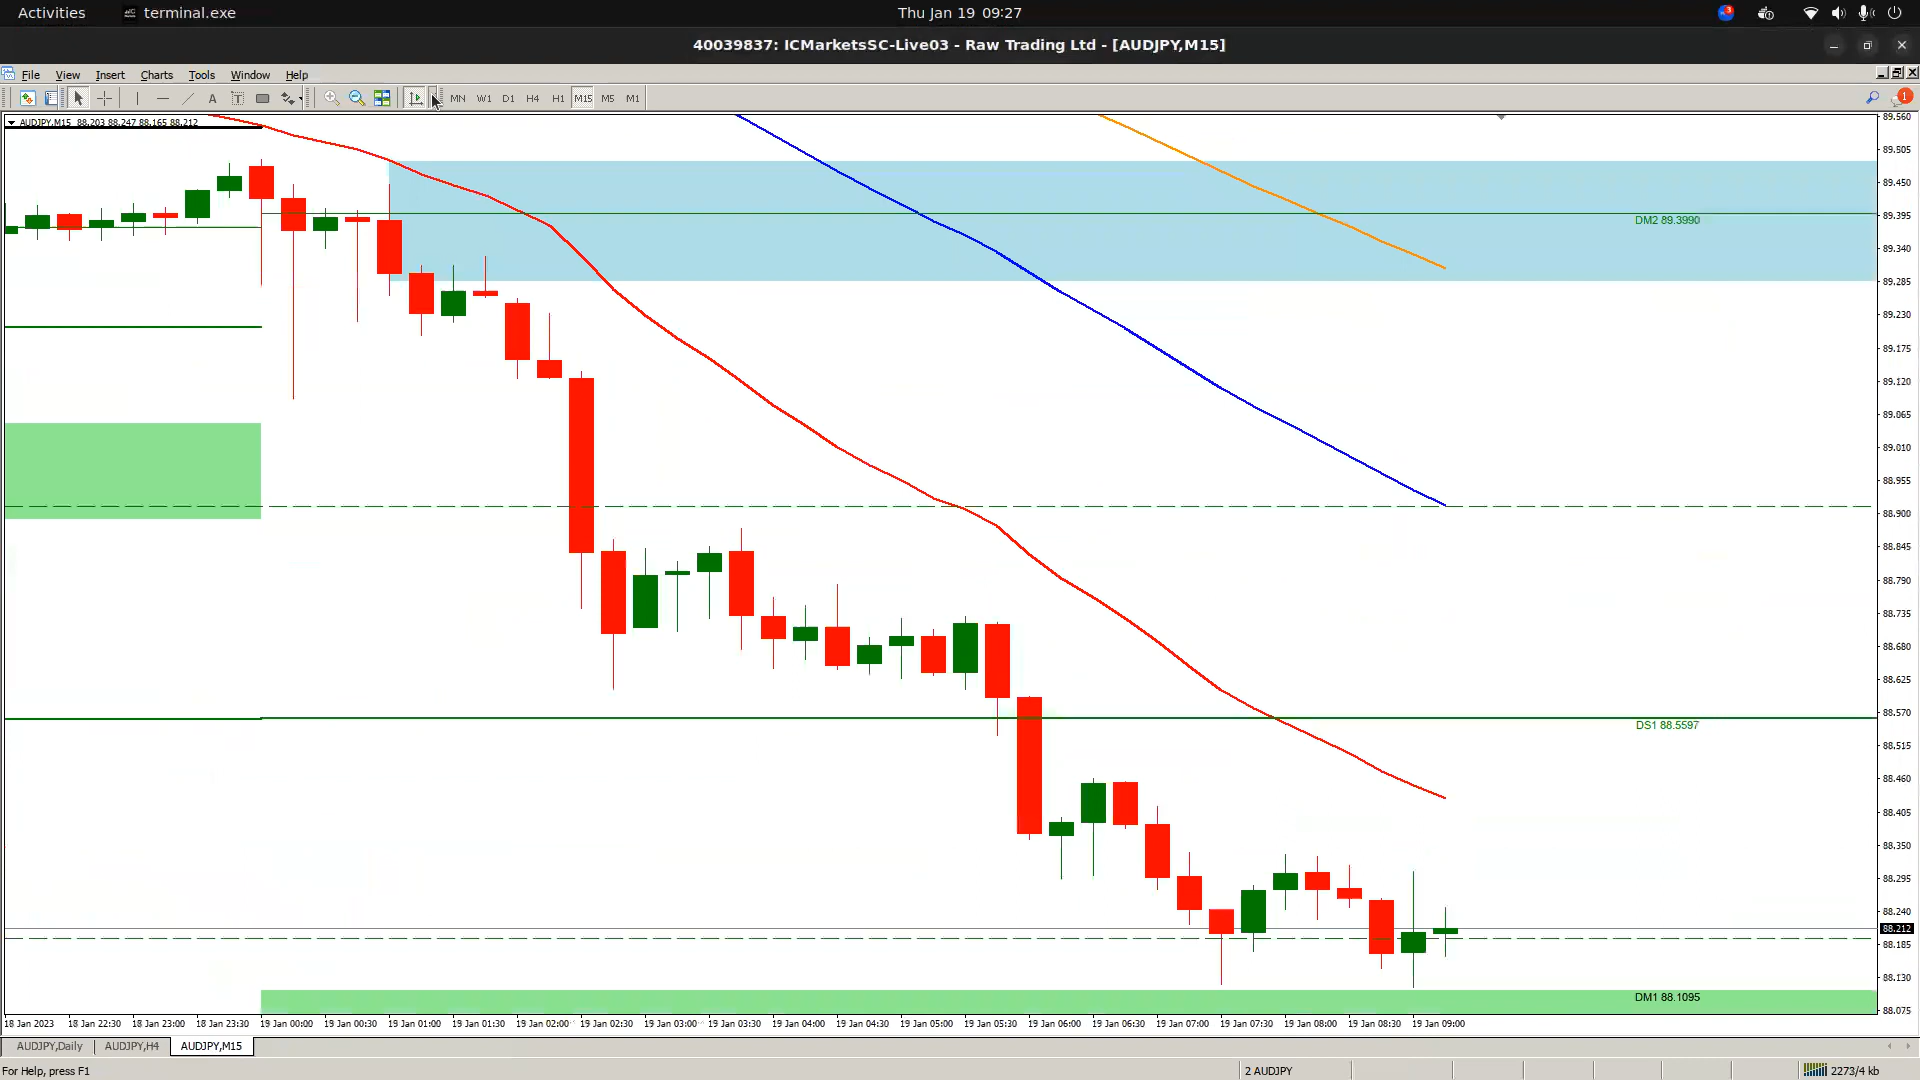 Activities terminal.exe Thu Jan 19 09:27 3
40039837: ICMarketsSC-Live03 - Raw Trading Ltd - [AUDJPY,M15]
File View Insert Charts Tools Window Help
A T MN W1 D1 H4 H1 M15 M5 M1 1
AUDJPY,M15 88.203 88.247 88.165 88.212
89.560
89.505
89.450
89.395
DM2 89.3990
89.340
89.285
89.230
89.175
89.120
89.065
89.010
88.955
88.900
88.845
88.790
88.735
88.680
88.625
88.570
DS1 88.5597
88.515
88.460
88.405
88.350
88.295
88.240
88.212
88.185
88.130
DM1 88.1095
88.075
18 Jan 2023 18 Jan 22:30 18 Jan 23:00 18 Jan 23:30 19 Jan 00:00 19 Jan 00:30 19 Jan 01:00 19 Jan 01:30 19 Jan 02:00 19 Jan 02:30 19 Jan 03:00 19 Jan 03:30 19 Jan 04:00 19 Jan 04:30 19 Jan 05:00 19 Jan 05:30 19 Jan 06:00 19 Jan 06:30 19 Jan 07:00 19 Jan 07:30 19 Jan 08:00 19 Jan 08:30 19 Jan 09:00
AUDJPY,Daily AUDJPY,H4 AUDJPY,M15
For Help, press F1 2 AUDJPY 2273/4 kb